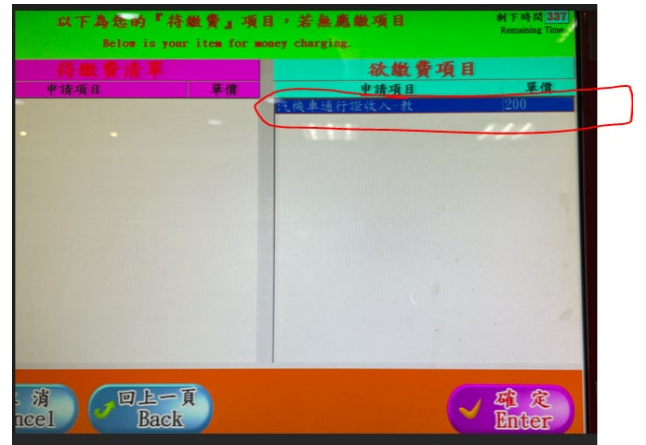 以下為您的『待繳費』項目，若無應繳項目
Below is your item for money charging.
剩下時間 337
Remaining Time
待繳費清單
申請項目 單價
欲繳費項目
申請項目 單價
汽機車通行證收入-教 200
消
ncel
回上一頁
Back
確定
Enter